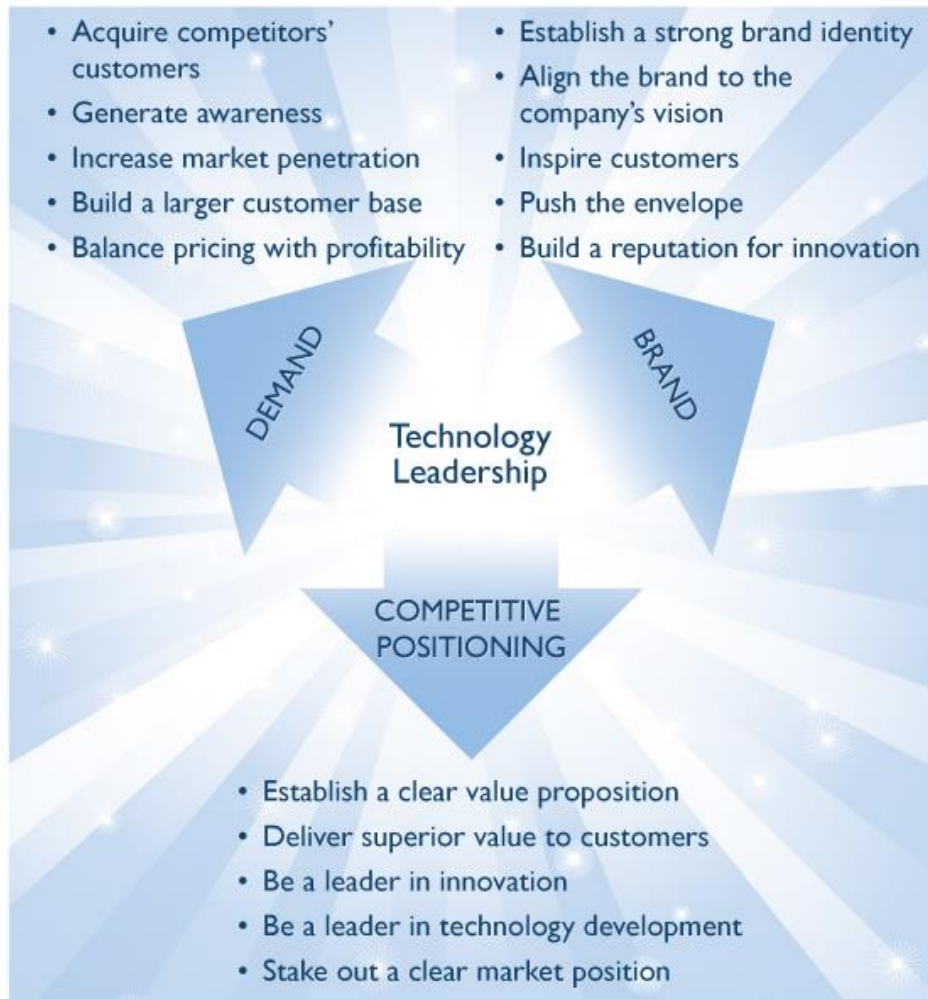 • Acquire competitors'
customers
• Generate awareness
• Increase market penetration
• Build a larger customer base
• Balance pricing with profitability
• Establish a strong brand identity
• Align the brand to the
company's vision
• Inspire customers
• Push the envelope
• Build a reputation for innovation
DEMAND
BRAND
Technology
Leadership
COMPETITIVE
POSITIONING
• Establish a clear value proposition
• Deliver superior value to customers
• Be a leader in innovation
• Be a leader in technology development
• Stake out a clear market position